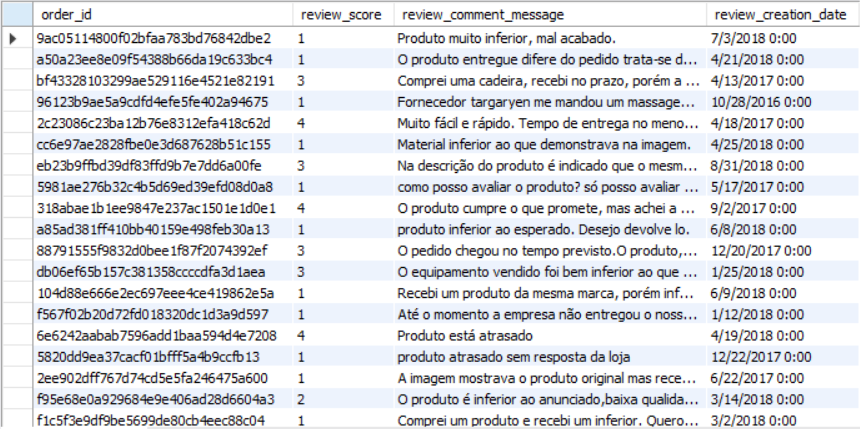 order_id review_score review_comment_message review_creation_date
9ac05114800f02bfaa783bd76842dbe2 1 Produto muito inferior, mal acabado. 7/3/2018 0:00
a50a23ee8e09f54388b66da19c633bc4 1 O produto entregue difere do pedido trata-se d... 4/21/2018 0:00
bf43328103299ae529116e4521e82191 3 Comprei uma cadeira, recebi no prazo, porém a ... 4/13/2017 0:00
96123b9ae5a9cdfd4efe5fe402a94675 1 Fornecedor targaryen me mandou um massage... 10/28/2016 0:00
2c23086c23ba12b76e8312efa418c62d 4 Muito fácil e rápido. Tempo de entrega no meno... 4/18/2017 0:00
cc6e97ae2828fbe0e3d687628b51c155 1 Material inferior ao que demonstrava na imagem. 4/25/2018 0:00
eb23b9ffbd39df83ffd9b7e7dd6a00fe 3 Na descrição do produto é indicado que o mesm... 8/31/2018 0:00
5981ae276b32c4b5d69ed39efd08d0a8 1 como posso avaliar o produto? só posso avaliar ... 5/17/2017 0:00
318abae1b1ee9847e237ac1501e1d0e1 4 O produto cumpre o que promete, mas achei a ... 9/2/2017 0:00
a85ad381ff410bb40159e498feb30a13 1 produto inferior ao esperado. Desejo devolve lo. 6/8/2018 0:00
88791555f9832d0bee1f87f2074392ef 3 O pedido chegou no tempo previsto.O produto,... 12/20/2017 0:00
db06ef65b157c381358ccccdfa3d1aea 3 O equipamento vendido foi bem inferior ao que ... 1/25/2018 0:00
104d88e666e2ec697eee4ce419862e5a 1 Recebi um produto da mesma marca, porém inf... 6/9/2018 0:00
f567f02b20d72fd018320dc1d3a9d597 1 Até o momento a empresa não entregou o noss... 1/12/2018 0:00
6e6242aabab7596add1baa594d4e7208 4 Produto está atrasado 4/19/2018 0:00
5820dd9ea37cacf01bfff5a4b9ccfb13 1 produto atrasado sem resposta da loja 12/22/2017 0:00
2ee902dff767d74cd5e5fa246475a600 1 A imagem mostrava o produto original mas rece... 6/22/2017 0:00
f95e68e0a929684e9e406ad28d6604a3 2 O produto é inferior ao anunciado,baixa qualida... 3/14/2018 0:00
f1c5f3e9df9be5699de80cb4eec88c04 1 Comprei um produto e recebi um inferior. Quero... 3/2/2018 0:00